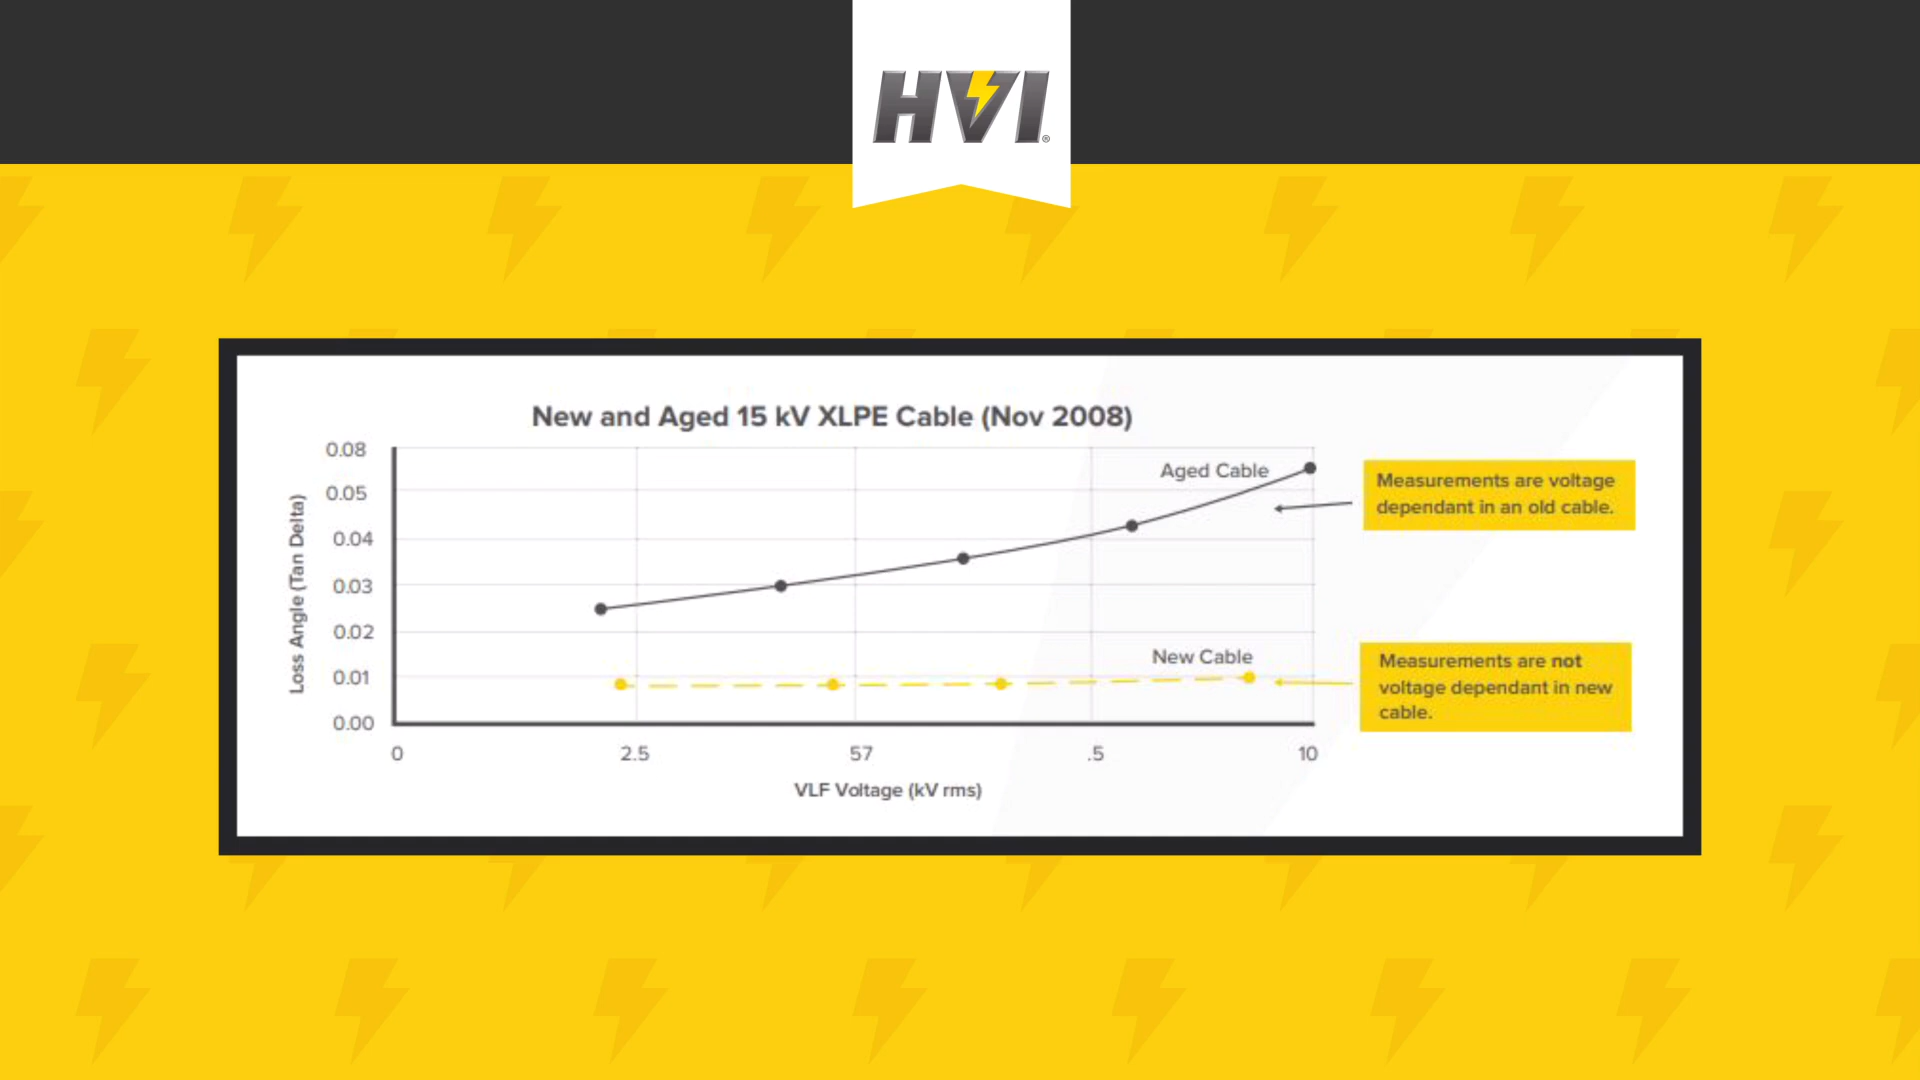 HVI®
New and Aged 15 kV XLPE Cable (Nov 2008)
0.08
0.05
0.04
0.03
0.02
0.01
0.00
Loss Angle (Tan Delta)
Aged Cable
New Cable
0 2.5 57 .5 10
VLF Voltage (kV rms)
Measurements are voltage
dependant in an old cable.
Measurements are not
voltage dependant in new
cable.